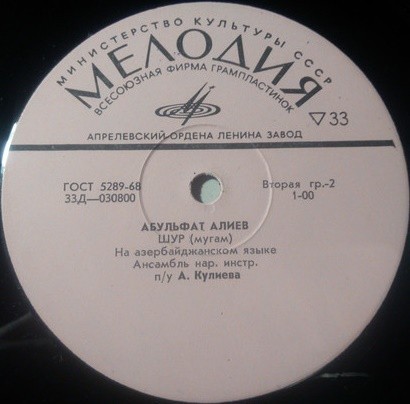 МИНИСТЕРСТВО КУЛЬТУРЫ СССР
МЕЛОДИЯ
ВСЕСОЮЗНАЯ ФИРМА ГРАМПЛАСТИНОК
▽33
АПРЕЛЕВСКИЙ ОРДЕНА ЛЕНИНА ЗАВОД
ГОСТ 5289-68
33Д—030800
Вторая гр.-2
1-00
АБУЛЬФАТ АЛИЕВ
ШУР (мугам)
На азербайджанском языке
Ансамбль нар. инстр.
п/у А. Кулиева